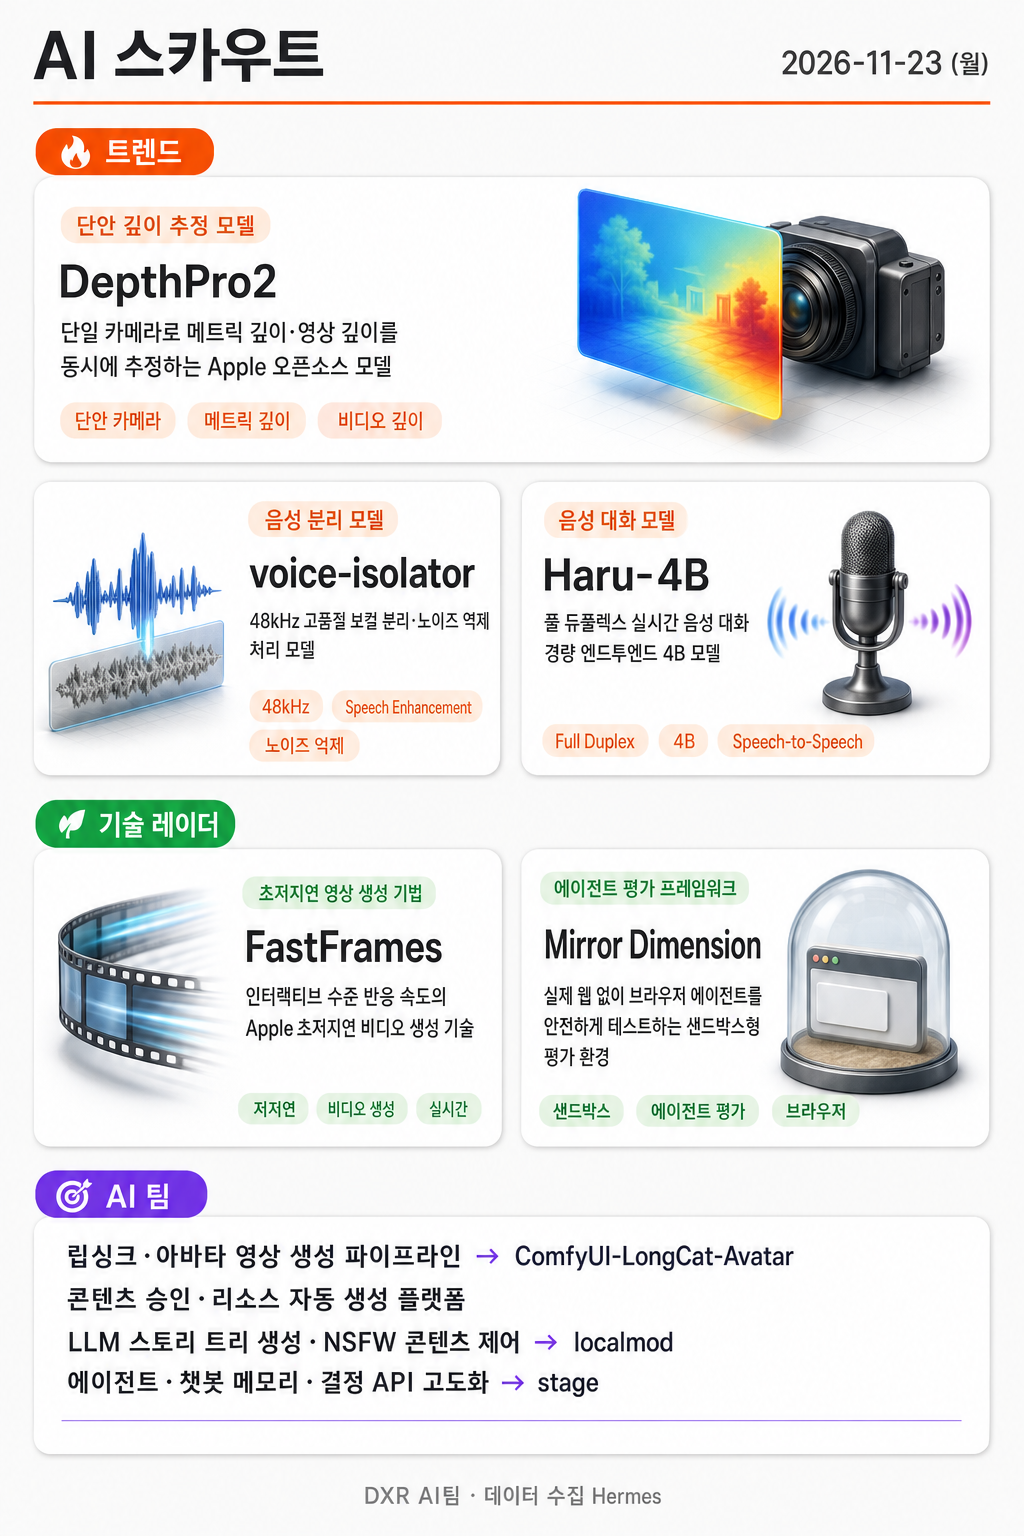 AI 스카우트
2026-11-23 (월)
트렌드
단안 깊이 추정 모델
DepthPro2
단일 카메라로 메트릭 깊이·영상 깊이를
동시에 추정하는 Apple 오픈소스 모델
단안 카메라
메트릭 깊이
비디오 깊이
음성 분리 모델
voice-isolator
48kHz 고품절 보컬 분리·노이즈 억제
처리 모델
48kHz
Speech Enhancement
노이즈 억제
음성 대화 모델
Haru-4B
풀 듀플렉스 실시간 음성 대화
경량 엔드투엔드 4B 모델
Full Duplex
4B
Speech-to-Speech
기술 레이더
초저지연 영상 생성 기법
FastFrames
인터랙티브 수준 반응 속도의
Apple 초저지연 비디오 생성 기술
저저연
비디오 생성
실시간
에이전트 평가 프레임워크
Mirror Dimension
실제 웹 없이 브라우저 에이전트를
안전하게 테스트하는 샌드박스형
평가 환경
샌드박스
에이전트 평가
브라우저
AI 팀
립싱크·아바타 영상 생성 파이프라인 → ComfyUI-LongCat-Avatar
콘텐츠 승인·리소스 자동 생성 플랫폼
LLM 스토리 트리 생성·NSFW 콘텐츠 제어 → localmod
에이전트·챗봇 메모리·결정 API 고도화 → stage
DXR AI팀 · 데이터 수집 Hermes